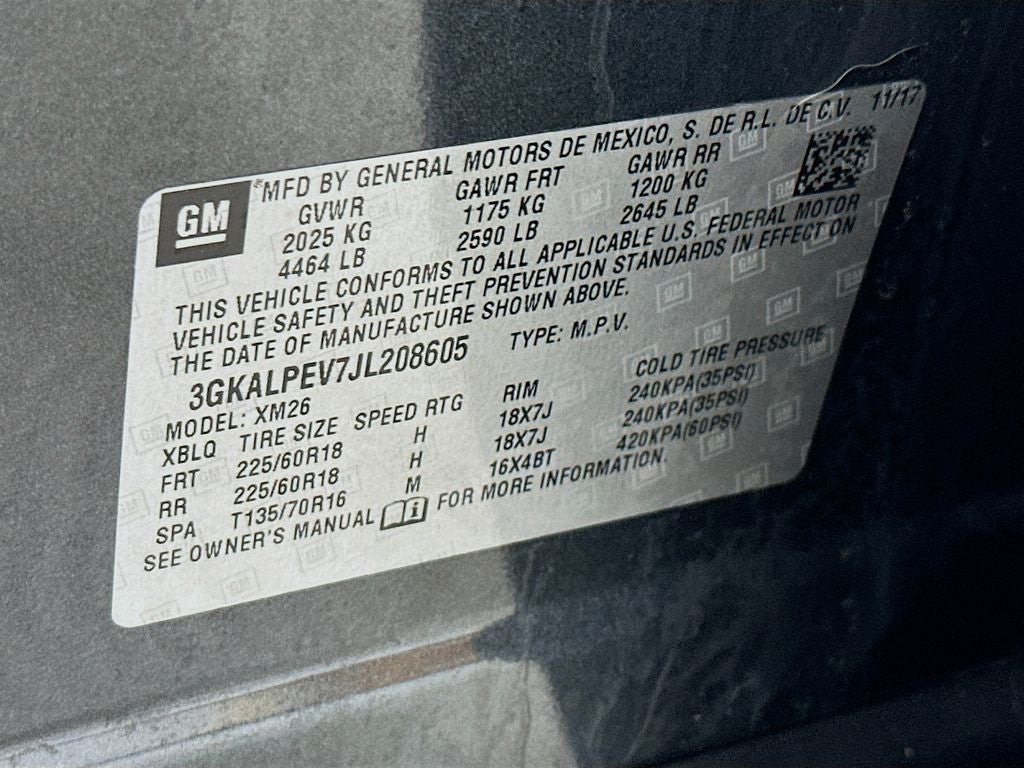 GM
MFD BY GENERAL MOTORS DE MEXICO, S. DE R.L. DE C.V. 11/17
GVWR GAWR FRT GAWR RR
2025 KG 1175 KG 1200 KG
4464 LB 2590 LB 2645 LB
THIS VEHICLE CONFORMS TO ALL APPLICABLE U.S. FEDERAL MOTOR
VEHICLE SAFETY AND THEFT PREVENTION STANDARDS IN EFFECT ON
THE DATE OF MANUFACTURE SHOWN ABOVE.
3GKALPEV7JL208605 TYPE: M.P.V.
MODEL: XM26
XBLQ TIRE SIZE SPEED RTG RIM COLD TIRE PRESSURE
FRT 225/60R18 H 18X7J 240KPA(35PSI)
RR 225/60R18 H 18X7J 240KPA(35PSI)
SPA T135/70R16 M 16X4BT 420KPA(60PSI)
SEE OWNER'S MANUAL FOR MORE INFORMATION.